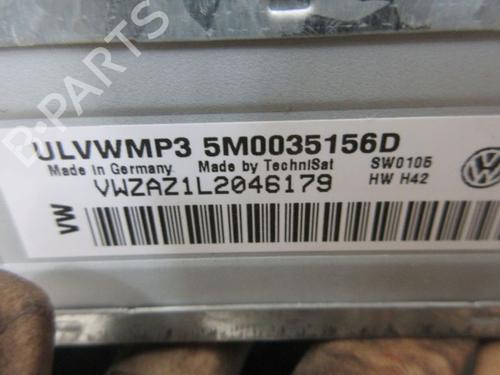 ULVWMP3 5M0035156D
Made in Germany Made by TechniSat SW0105
VWZAZ1L2046179 HW H42
VW
B-PARTS